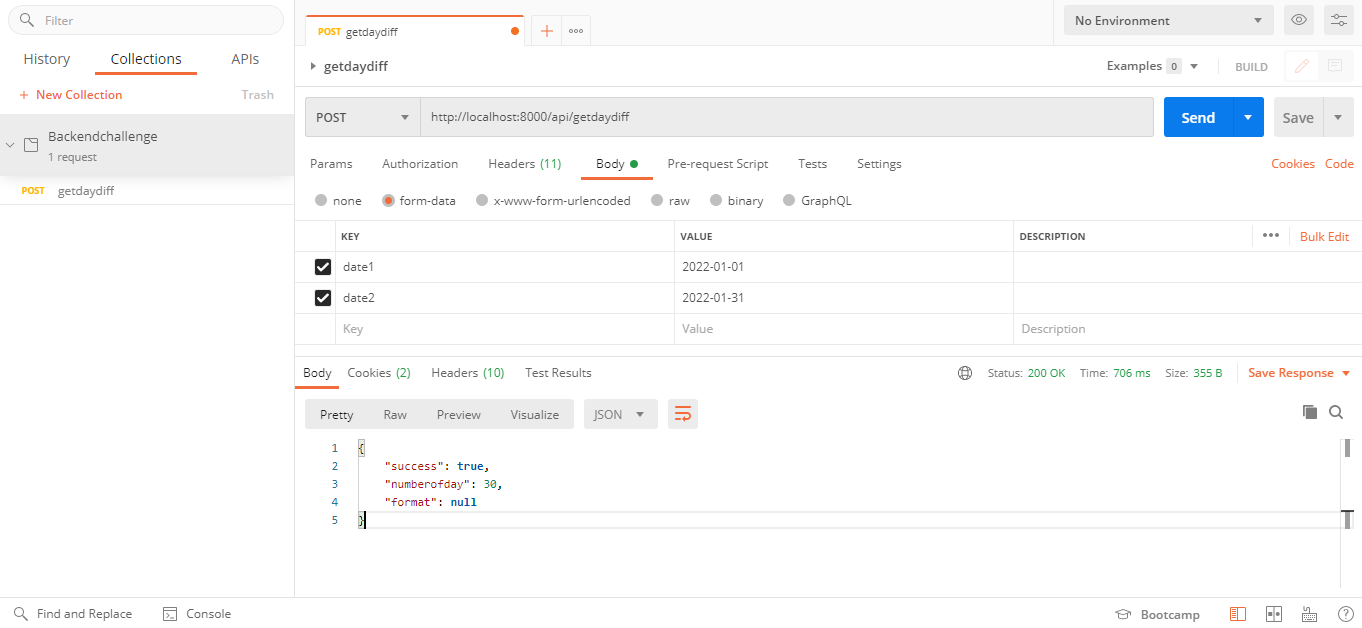 Filter
History Collections APIs
+ New Collection Trash
Backendchallenge
1 request
POST getdaydiff
POST getdaydiff
No Environment
getdaydiff
Examples 0
BUILD
POST http://localhost:8000/api/getdaydiff
Send Save
Params Authorization Headers (11) Body Pre-request Script Tests Settings Cookies Code
none form-data x-www-form-urlencoded raw binary GraphQL
KEY VALUE DESCRIPTION Bulk Edit
date1 2022-01-01
date2 2022-01-31
Key Value Description
Body Cookies (2) Headers (10) Test Results Status: 200 OK Time: 706 ms Size: 355 B Save Response
Pretty Raw Preview Visualize JSON
1 {
2 "success": true,
3 "numberofday": 30,
4 "format": null
5 }
Find and Replace Console Bootcamp